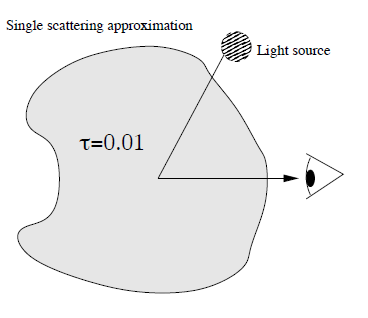 Single scattering approximation
Light source
τ=0.01